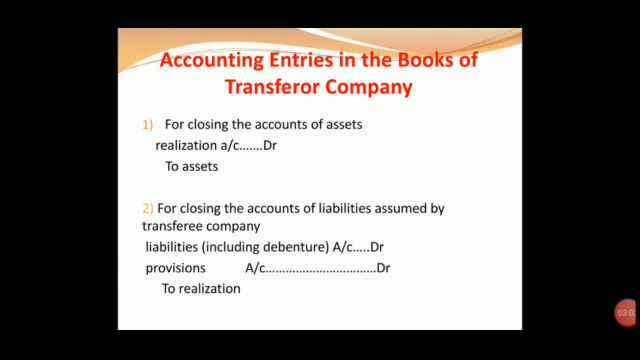 Accounting Entries in the Books of
Transferor Company
1) For closing the accounts of assets
realization a/c.......Dr
To assets
2) For closing the accounts of liabilities assumed by
transferee company
liabilities (including debenture) A/c.....Dr
provisions A/c................................Dr
To realization